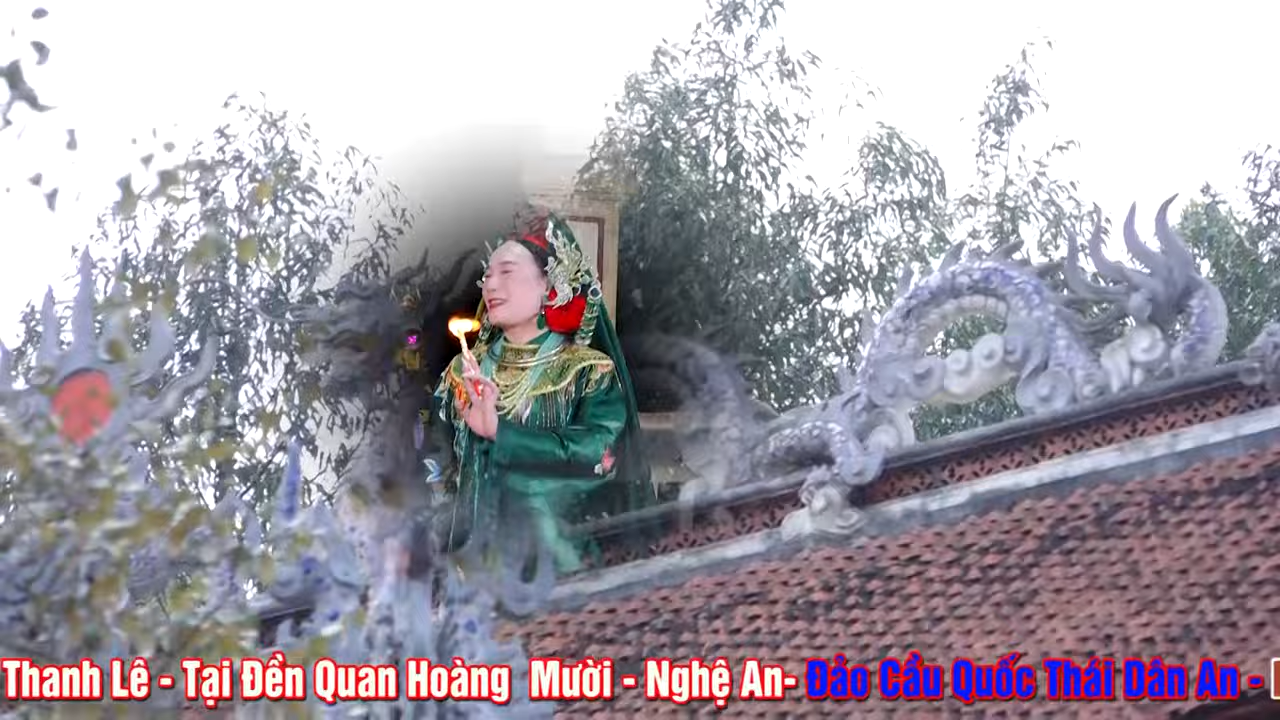 Thanh Lê - Tại Đền Quan Hoàng Mười - Nghệ An- Đảo Cầu Quốc Thái Dân An -